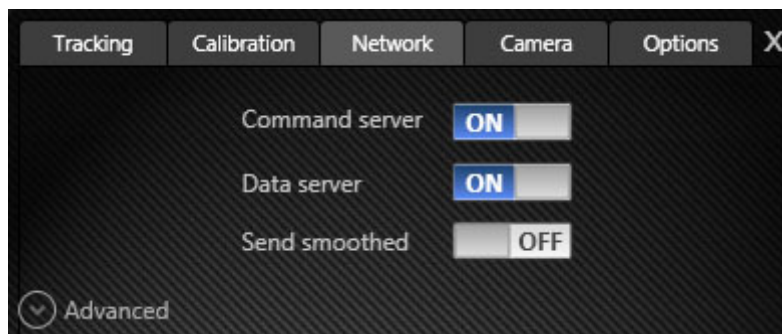 Tracking Calibration Network Camera Options X
Command server ON
Data server ON
Send smoothed OFF
Advanced